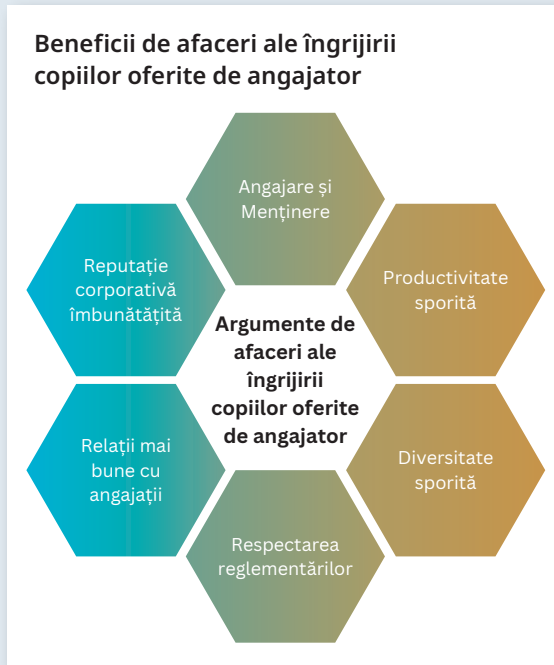 Beneficii de afaceri ale îngrijirii
copiilor oferite de angajator
Angajare și
Menținere
Productivitate
sporită
Diversitate
sporită
Respectarea
reglementărilor
Relații mai
bune cu
angajații
Reputație
corporativă
îmbunătățită
Argumente de
afaceri ale
îngrijirii
copiilor oferite
de angajator